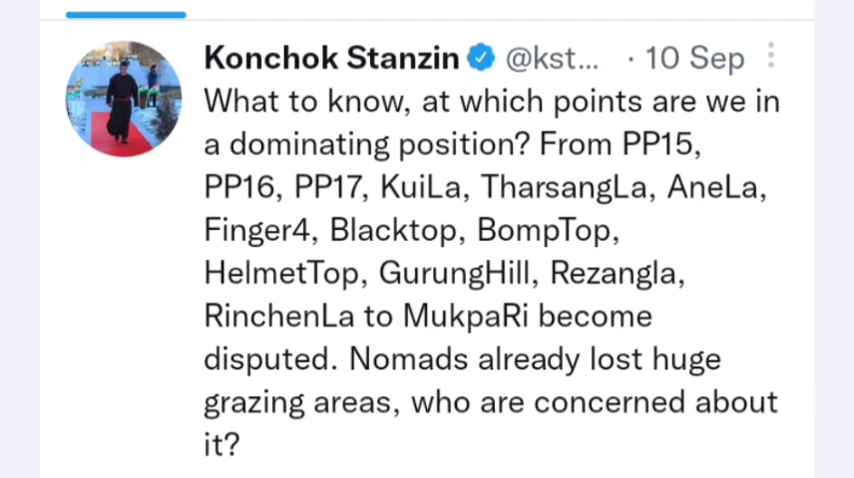 Konchok Stanzin @kst... · 10 Sep
What to know, at which points are we in
a dominating position? From PP15,
PP16, PP17, KuiLa, TharsangLa, AneLa,
Finger4, Blacktop, BompTop,
HelmetTop, GurungHill, Rezangla,
RinchenLa to MukpaRi become
disputed. Nomads already lost huge
grazing areas, who are concerned about
it?